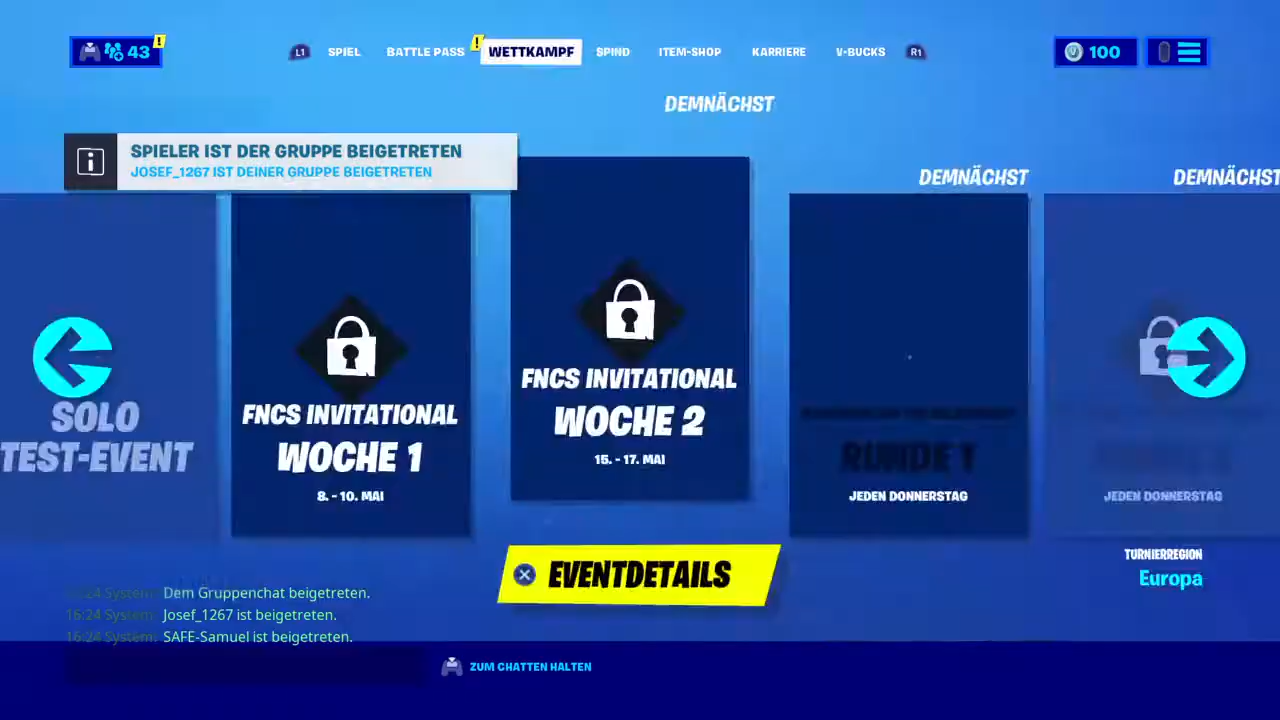 43
!
L1
SPIEL
BATTLE PASS
!
WETTKAMPF
SPIND
ITEM-SHOP
KARRIERE
V-BUCKS
R1
100
DEMNÄCHST
SPIELER IST DER GRUPPE BEIGETRETEN
JOSEF_1267 IST DEINER GRUPPE BEIGETRETEN
DEMNÄCHST
DEMNÄCHST
SOLO
TEST-EVENT
FNCS INVITATIONAL
WOCHE 1
8. - 10. MAI
FNCS INVITATIONAL
WOCHE 2
15. - 17. MAI
RUNDE 1
JEDEN DONNERSTAG
JEDEN DONNERSTAG
EVENTDETAILS
TURNIERREGION
Europa
16:24 System: Dem Gruppenchat beigetreten.
16:24 System: Josef_1267 ist beigetreten.
16:24 System: SAFE-Samuel ist beigetreten.
ZUM CHATTEN HALTEN